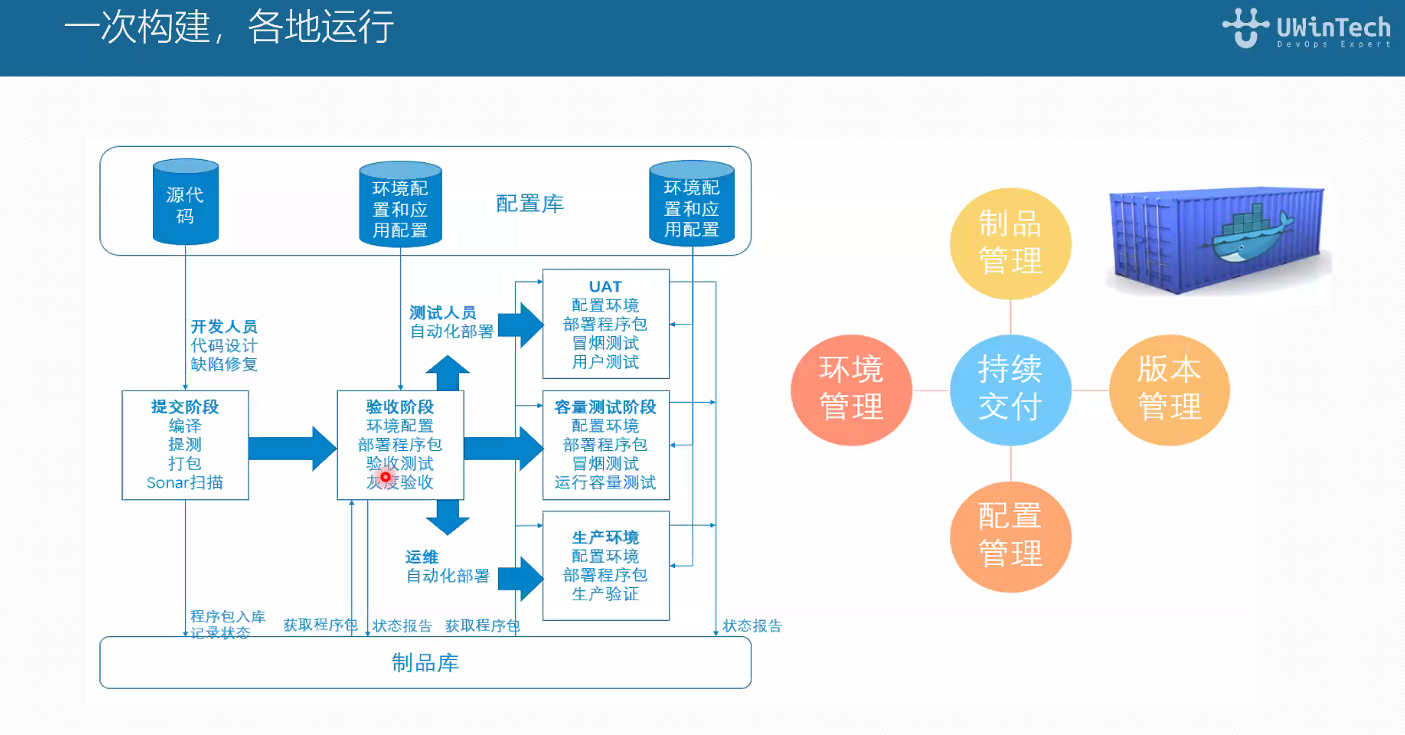 一次构建，各地运行
UWinTech
DevOps Expert
源代
码
环境配
置和应
用配置
配置库
环境配
置和应
用配置
开发人员
代码设计
缺陷修复
测试人员
自动化部署
UAT
配置环境
部署程序包
冒烟测试
用户测试
提交阶段
编译
提测
打包
Sonar扫描
验收阶段
环境配置
部署程序包
验收测试
灰度验收
容量测试阶段
配置环境
部署程序包
冒烟测试
运行容量测试
运维
自动化部署
生产环境
配置环境
部署程序包
生产验证
程序包入库
记录状态
获取程序包
状态报告
获取程序包
状态报告
制品库
制品
管理
环境
管理
持续
交付
版本
管理
配置
管理